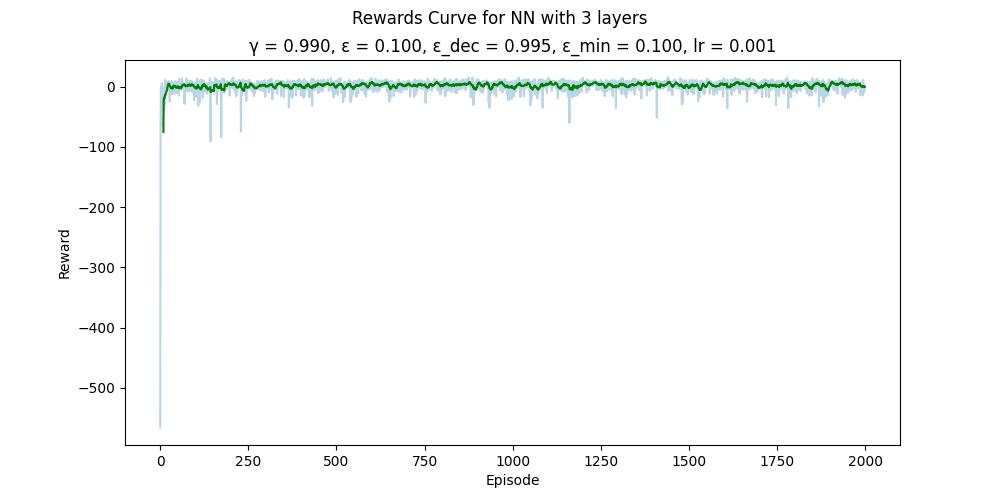 Rewards Curve for NN with 3 layers
γ = 0.990, ε = 0.100, ε_dec = 0.995, ε_min = 0.100, lr = 0.001
0
−100
−200
−300
−400
−500
Reward
0 250 500 750 1000 1250 1500 1750 2000
Episode